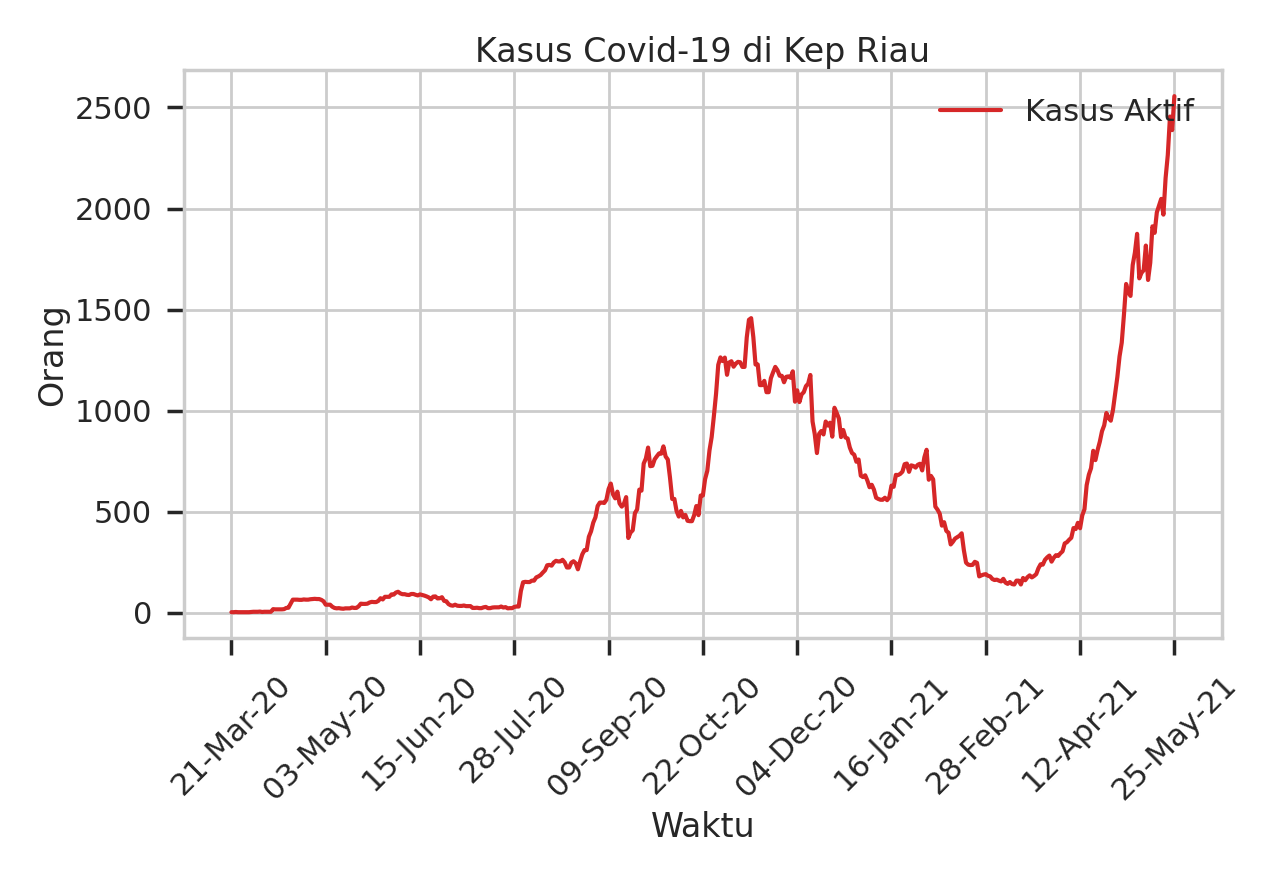 Kasus Covid-19 di Kep Riau
Kasus Aktif
Orang
2500
2000
1500
1000
500
0
21-Mar-20
03-May-20
15-Jun-20
28-Jul-20
09-Sep-20
22-Oct-20
04-Dec-20
16-Jan-21
28-Feb-21
12-Apr-21
25-May-21
Waktu